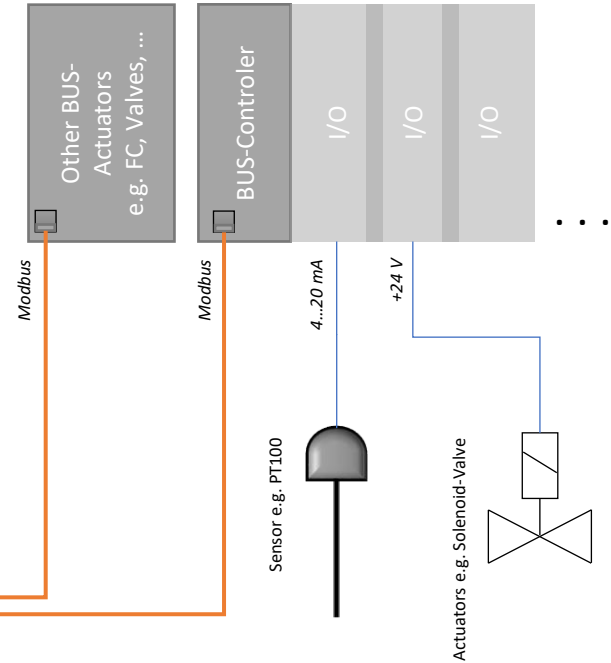 Other BUS-
Actuators
e.g. FC, Valves, ...
BUS-Controler
I/O
I/O
I/O
. . .
Modbus
Modbus
4...20 mA
+24 V
Sensor e.g. PT100
Actuators e.g. Solenoid-Valve